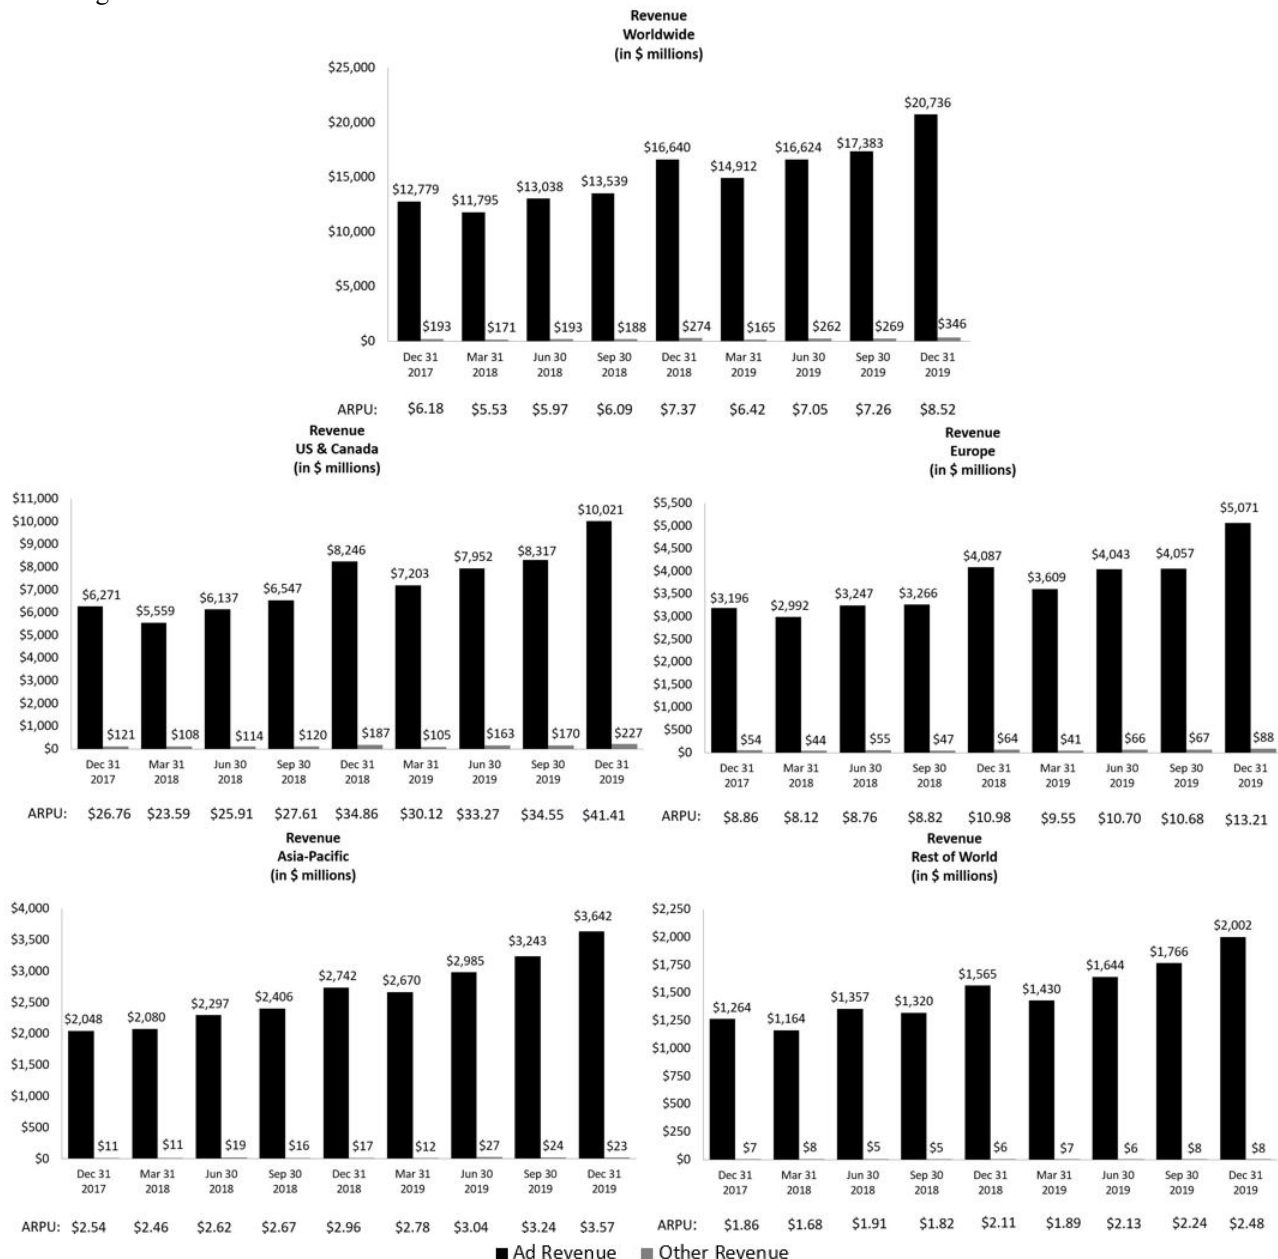 Revenue
Worldwide
(in $ millions)
$25,000
$20,000
$15,000
$10,000
$5,000
$0
$12,779 $11,795 $13,038 $13,539 $16,640 $14,912 $16,624 $17,383 $20,736
$193 $171 $193 $188 $274 $165 $262 $269 $346
Dec 31 Mar 31 Jun 30 Sep 30 Dec 31 Mar 31 Jun 30 Sep 30 Dec 31
2017 2018 2018 2018 2018 2019 2019 2019 2019
ARPU: $6.18 $5.53 $5.97 $6.09 $7.37 $6.42 $7.05 $7.26 $8.52
Revenue
US & Canada
(in $ millions)
$11,000
$10,000
$9,000
$8,000
$7,000
$6,000
$5,000
$4,000
$3,000
$2,000
$1,000
$0
$6,271 $5,559 $6,137 $6,547 $8,246 $7,203 $7,952 $8,317 $10,021
$121 $108 $114 $120 $187 $105 $163 $170 $227
Dec 31 Mar 31 Jun 30 Sep 30 Dec 31 Mar 31 Jun 30 Sep 30 Dec 31
2017 2018 2018 2018 2018 2019 2019 2019 2019
ARPU: $26.76 $23.59 $25.91 $27.61 $34.86 $30.12 $33.27 $34.55 $41.41
Revenue
Europe
(in $ millions)
$5,500
$5,000
$4,500
$4,000
$3,500
$3,000
$2,500
$2,000
$1,500
$1,000
$500
$0
$3,196 $2,992 $3,247 $3,266 $4,087 $3,609 $4,043 $4,057 $5,071
$54 $44 $55 $47 $64 $41 $66 $67 $88
Dec 31 Mar 31 Jun 30 Sep 30 Dec 31 Mar 31 Jun 30 Sep 30 Dec 31
2017 2018 2018 2018 2018 2019 2019 2019 2019
ARPU: $8.86 $8.12 $8.76 $8.82 $10.98 $9.55 $10.70 $10.68 $13.21
Revenue
Asia-Pacific
(in $ millions)
$4,000
$3,500
$3,000
$2,500
$2,000
$1,500
$1,000
$500
$0
$2,048 $2,080 $2,297 $2,406 $2,742 $2,670 $2,985 $3,243 $3,642
$11 $11 $19 $16 $17 $12 $27 $24 $23
Dec 31 Mar 31 Jun 30 Sep 30 Dec 31 Mar 31 Jun 30 Sep 30 Dec 31
2017 2018 2018 2018 2018 2019 2019 2019 2019
ARPU: $2.54 $2.46 $2.62 $2.67 $2.96 $2.78 $3.04 $3.24 $3.57
Revenue
Rest of World
(in $ millions)
$2,250
$2,000
$1,750
$1,500
$1,250
$1,000
$750
$500
$250
$0
$1,264 $1,164 $1,357 $1,320 $1,565 $1,430 $1,644 $1,766 $2,002
$7 $8 $5 $5 $6 $7 $6 $8 $8
Dec 31 Mar 31 Jun 30 Sep 30 Dec 31 Mar 31 Jun 30 Sep 30 Dec 31
2017 2018 2018 2018 2018 2019 2019 2019 2019
ARPU: $1.86 $1.68 $1.91 $1.82 $2.11 $1.89 $2.13 $2.24 $2.48
Ad Revenue Other Revenue